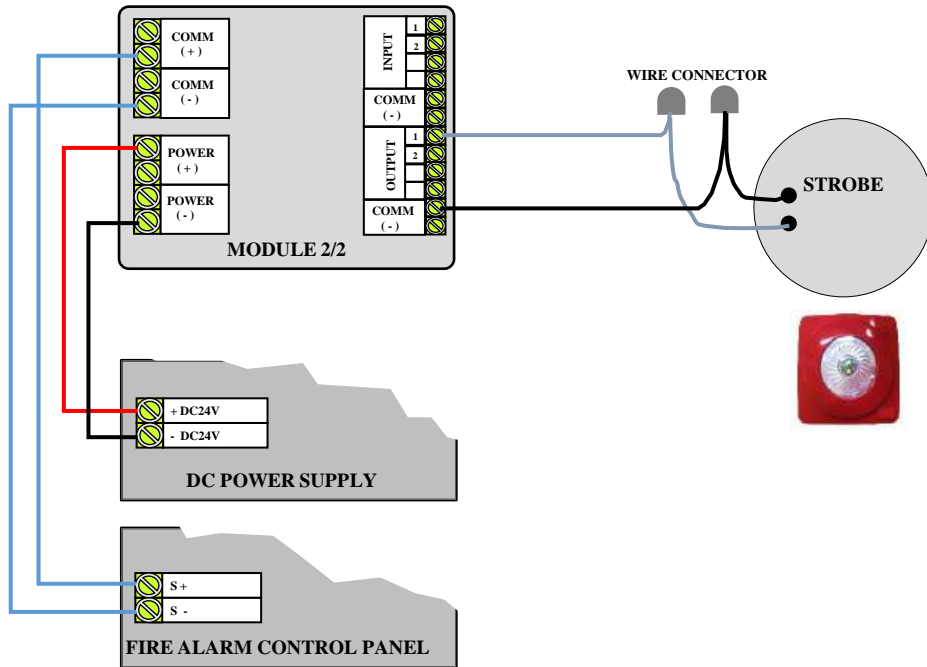 COMM
( + )
COMM
( - )
POWER
( + )
POWER
( - )
INPUT
1
2
COMM
( - )
OUTPUT
1
2
COMM
( - )
MODULE 2/2
WIRE CONNECTOR
STROBE
+ DC24V
- DC24V
DC POWER SUPPLY
S +
S -
FIRE ALARM CONTROL PANEL